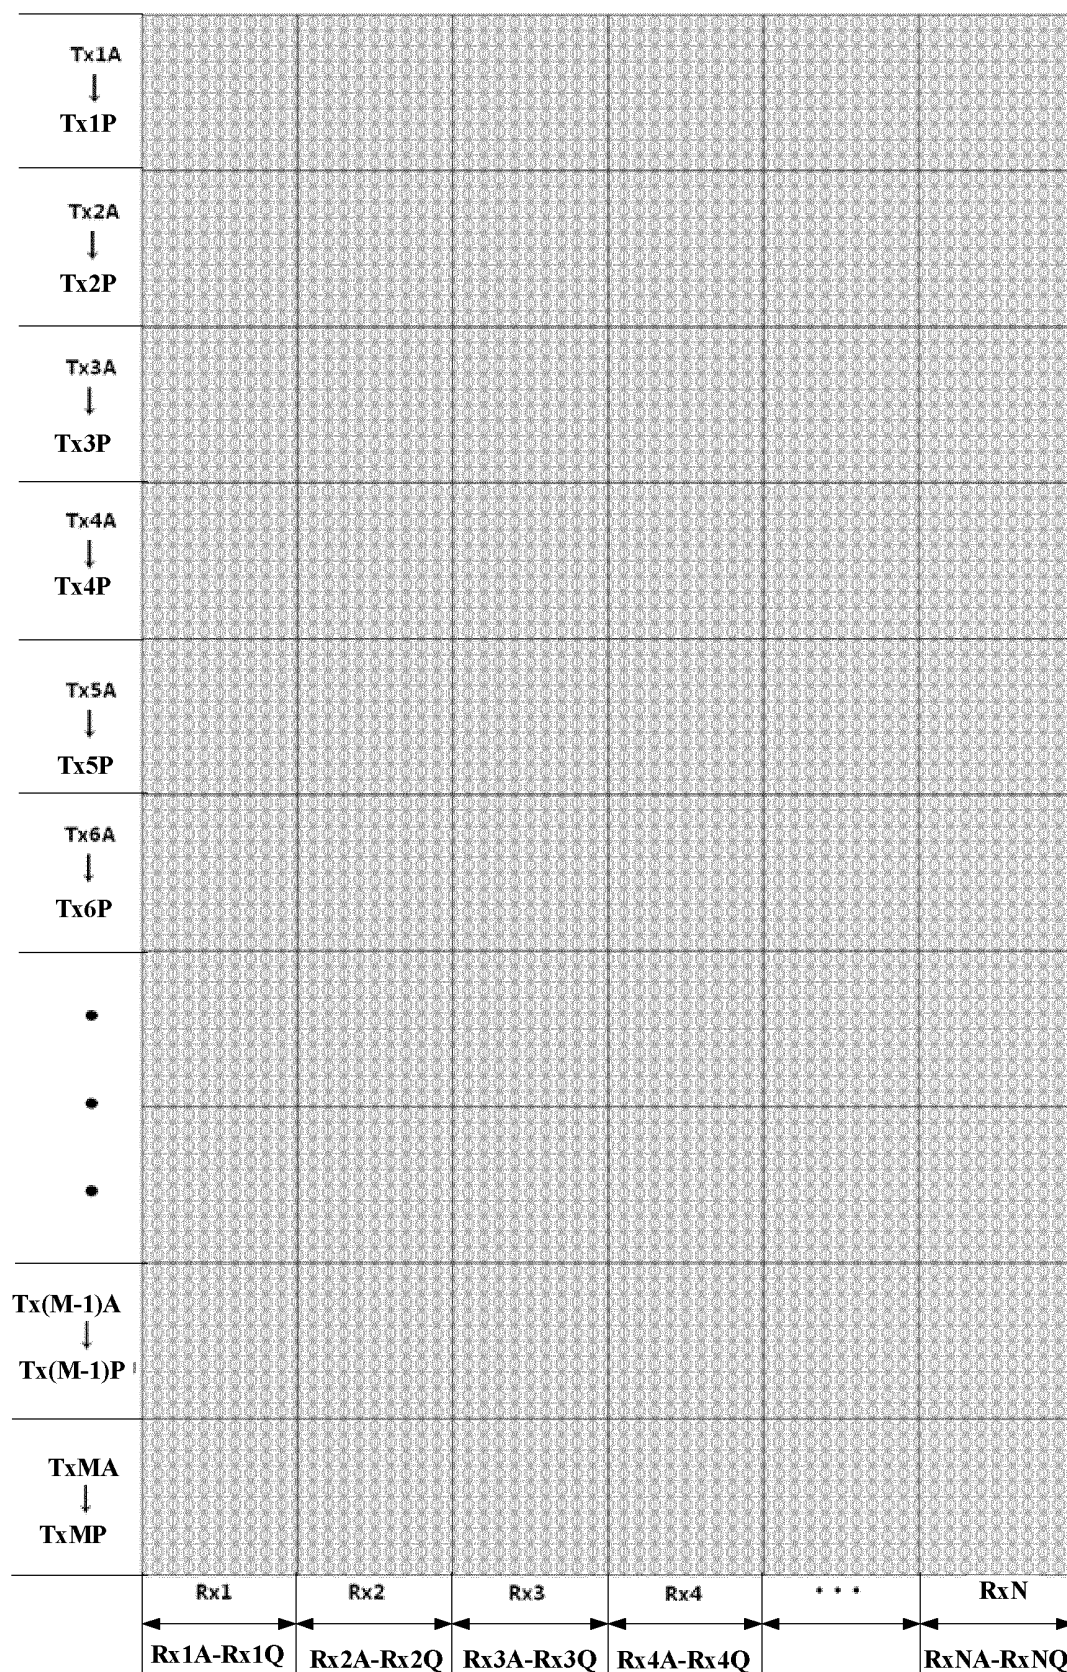 Tx1A
Tx1P
Tx2A
Tx2P
Tx3A
Tx3P
Tx4A
Tx4P
Tx5A
Tx5P
Tx6A
Tx6P
Tx(M-1)A
Tx(M-1)P
TxMA
TxMP
Rx1 Rx2 Rx3 Rx4 ••• RxN
Rx1A-Rx1Q Rx2A-Rx2Q Rx3A-Rx3Q Rx4A-Rx4Q RxNA-RxNQ